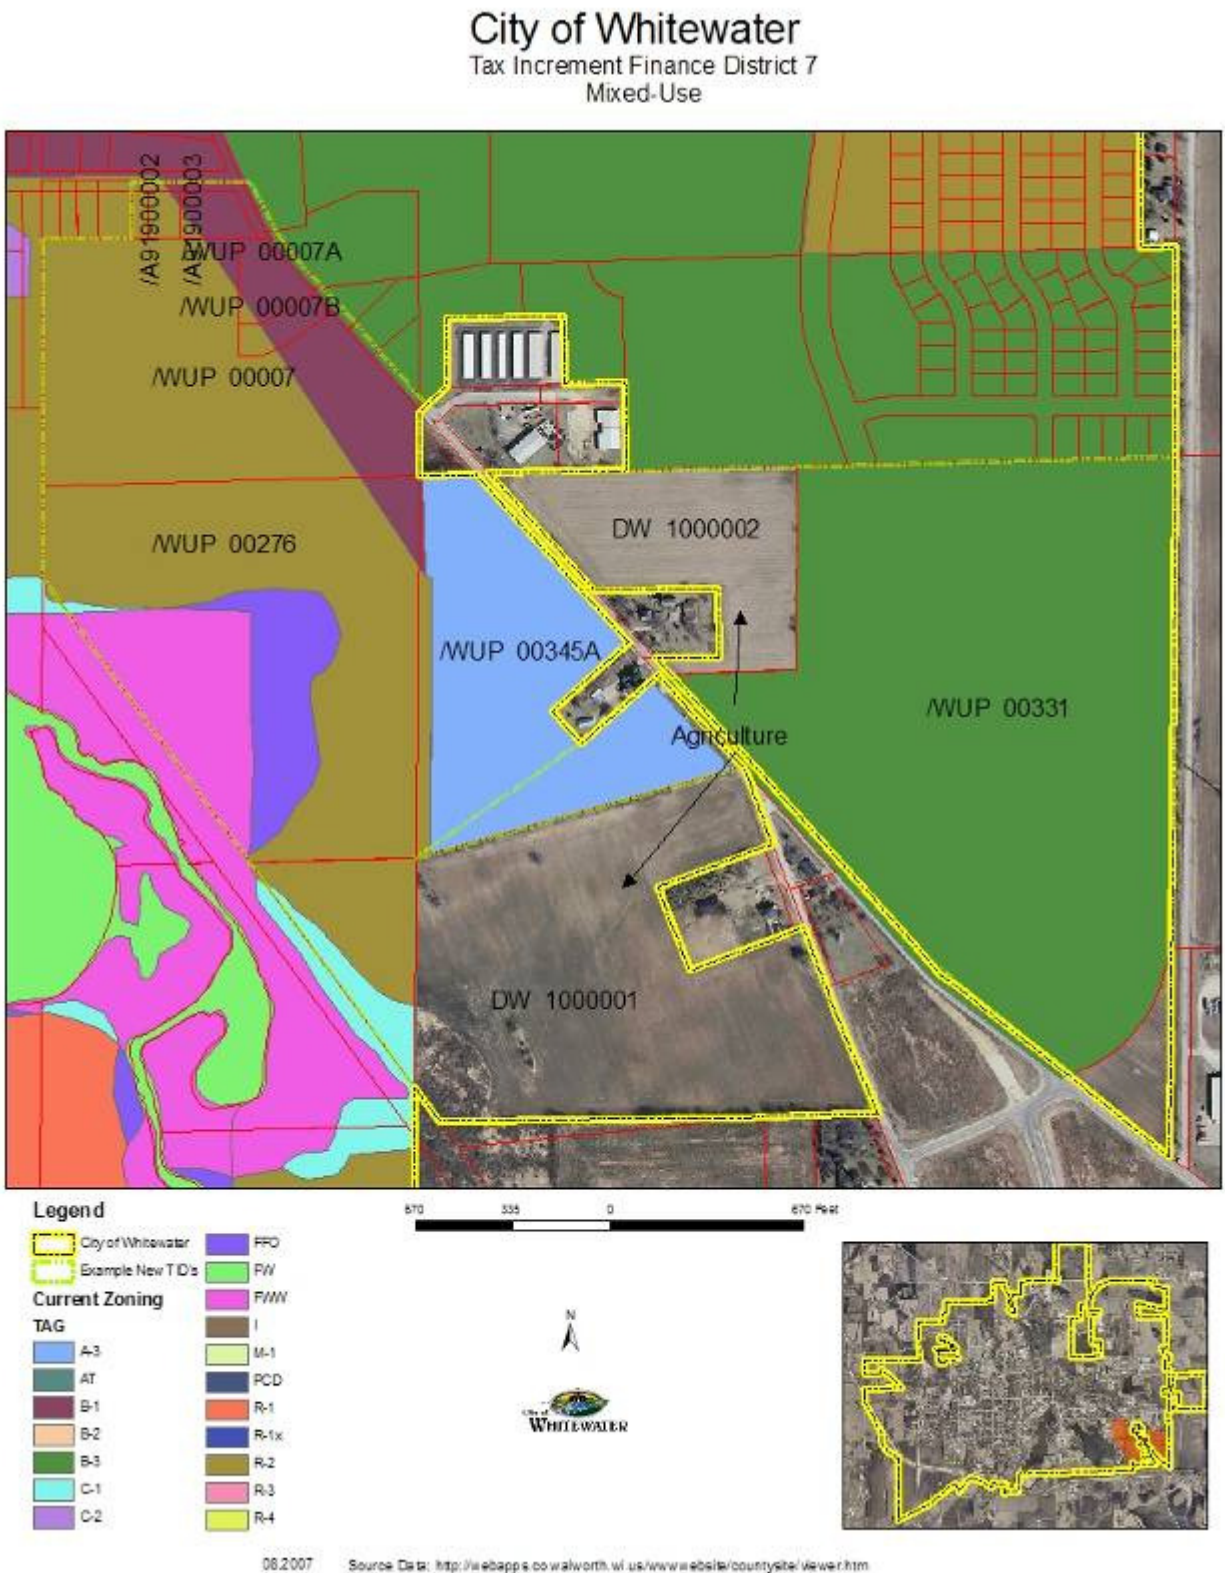 City of Whitewater
Tax Increment Finance District 7
Mixed-Use
/A91900002
/A91900003
/WUP 00007A
/WUP 00007B
/WUP 00007
/WUP 00276
DW 1000002
/WUP 00345A
/WUP 00331
Agriculture
DW 1000001
Legend
City of Whitewater
Example New TID's
Current Zoning
TAG
A-3
AT
B-1
B-2
B-3
C-1
C-2
FFO
FW
FWW
I
M-1
PCD
R-1
R-1x
R-2
R-3
R-4
670 335 0 670 Feet
N
City of
WHITEWATER
08.2007 Source Data: http://webapps.co.walworth.wi.us/wwwwebsite/countysite/viewer.htm